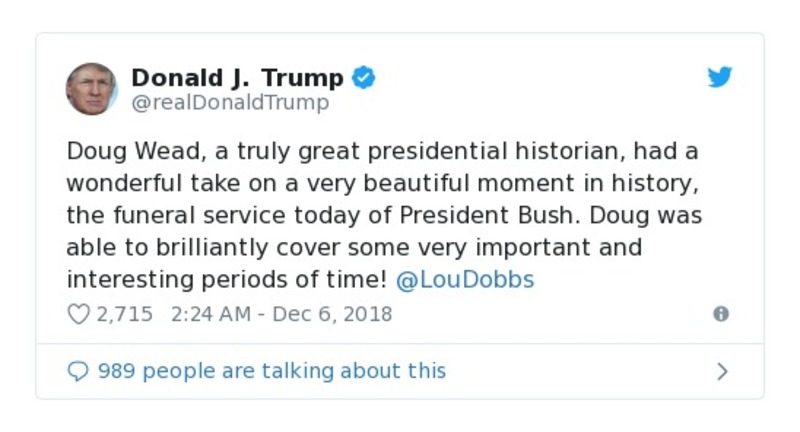 Donald J. Trump
@realDonaldTrump
Doug Wead, a truly great presidential historian, had a
wonderful take on a very beautiful moment in history,
the funeral service today of President Bush. Doug was
able to brilliantly cover some very important and
interesting periods of time! @LouDobbs
2,715 2:24 AM - Dec 6, 2018
989 people are talking about this